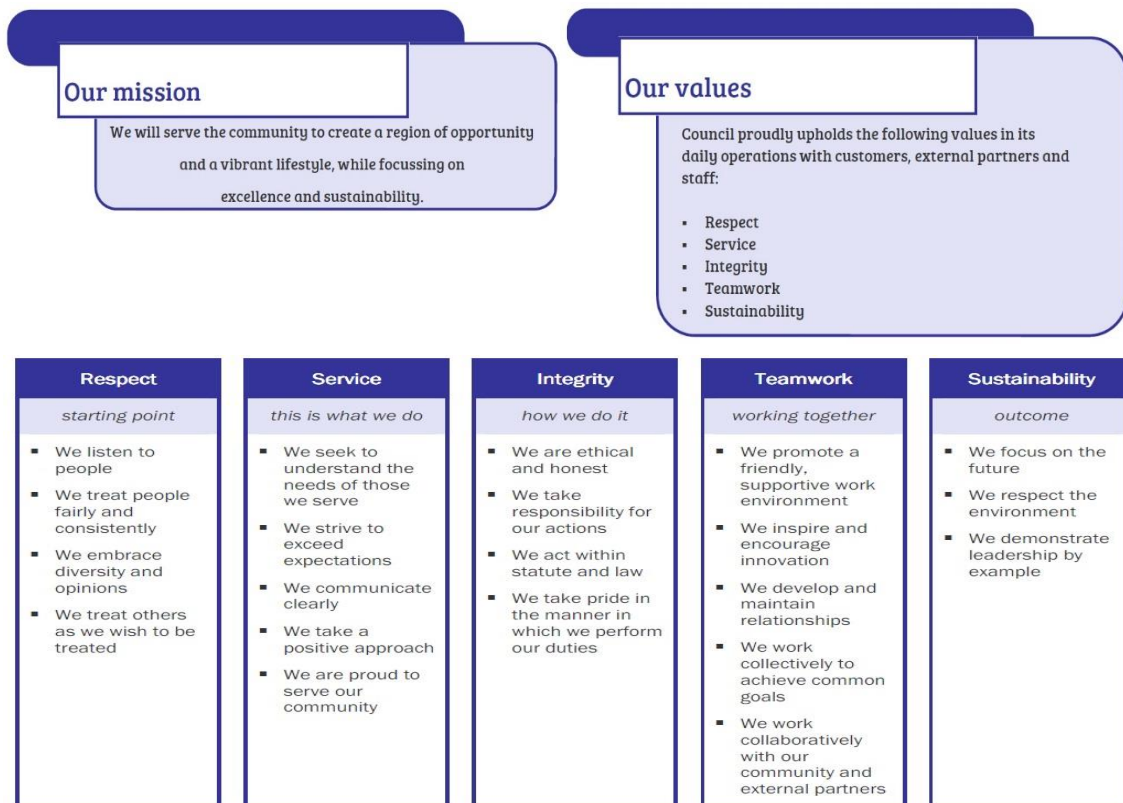 Our mission
We will serve the community to create a region of opportunity
and a vibrant lifestyle, while focussing on
excellence and sustainability.
Our values
Council proudly upholds the following values in its
daily operations with customers, external partners and
staff:
▪ Respect
▪ Service
▪ Integrity
▪ Teamwork
▪ Sustainability
Respect
starting point
▪ We listen to
people
▪ We treat people
fairly and
consistently
▪ We embrace
diversity and
opinions
▪ We treat others
as we wish to be
treated
Service
this is what we do
▪ We seek to
understand the
needs of those
we serve
▪ We strive to
exceed
expectations
▪ We communicate
clearly
▪ We take a
positive approach
▪ We are proud to
serve our
community
Integrity
how we do it
▪ We are ethical
and honest
▪ We take
responsibility for
our actions
▪ We act within
statute and law
▪ We take pride in
the manner in
which we perform
our duties
Teamwork
working together
▪ We promote a
friendly,
supportive work
environment
▪ We inspire and
encourage
innovation
▪ We develop and
maintain
relationships
▪ We work
collectively to
achieve common
goals
▪ We work
collaboratively
with our
community and
external partners
Sustainability
outcome
▪ We focus on the
future
▪ We respect the
environment
▪ We demonstrate
leadership by
example